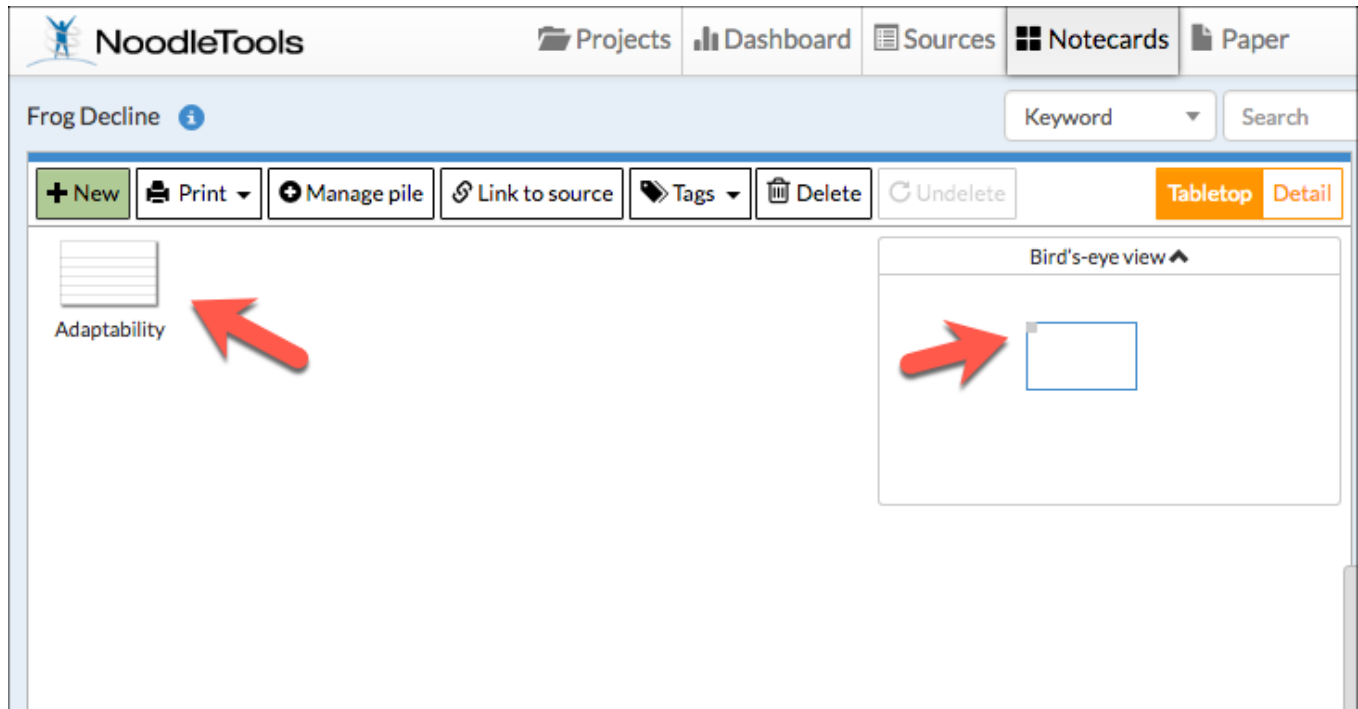 NoodleTools Projects Dashboard Sources Notecards Paper
Frog Decline Keyword Search
New Print Manage pile Link to source Tags Delete Undelete Tabletop Detail
Bird's-eye view
Adaptability